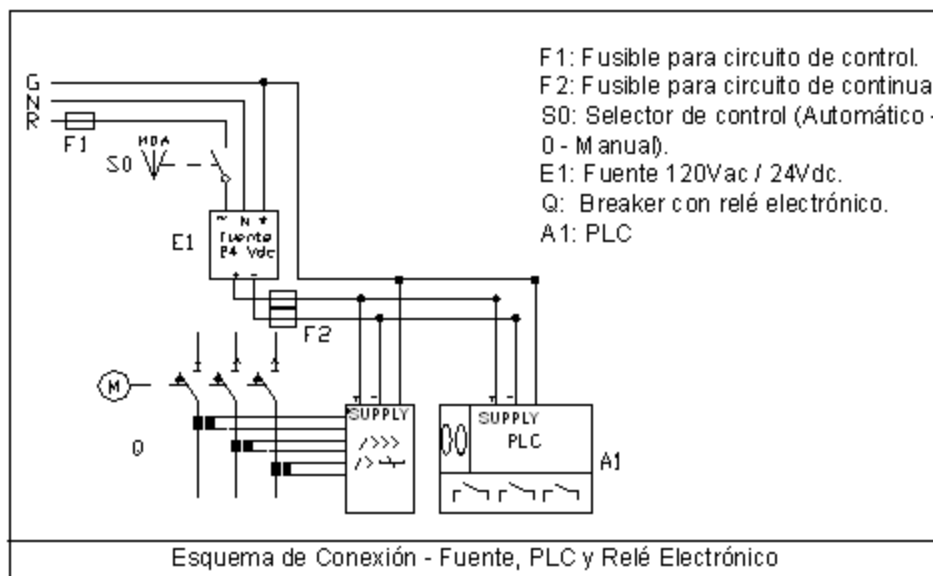 F1: Fusible para circuito de control.
F2: Fusible para circuito de continua
S0: Selector de control (Automático -
0 - Manual).
E1: Fuente 120Vac / 24Vdc.
Q: Breaker con relé electrónico.
A1: PLC
G
N
R
F1
M0A
S0
~ N +
Fuente
24 Vdc
+ -
E1
F2
M
Q
+ -
SUPPLY
+ -
SUPPLY
PLC
A1
Esquema de Conexión - Fuente, PLC y Relé Electrónico